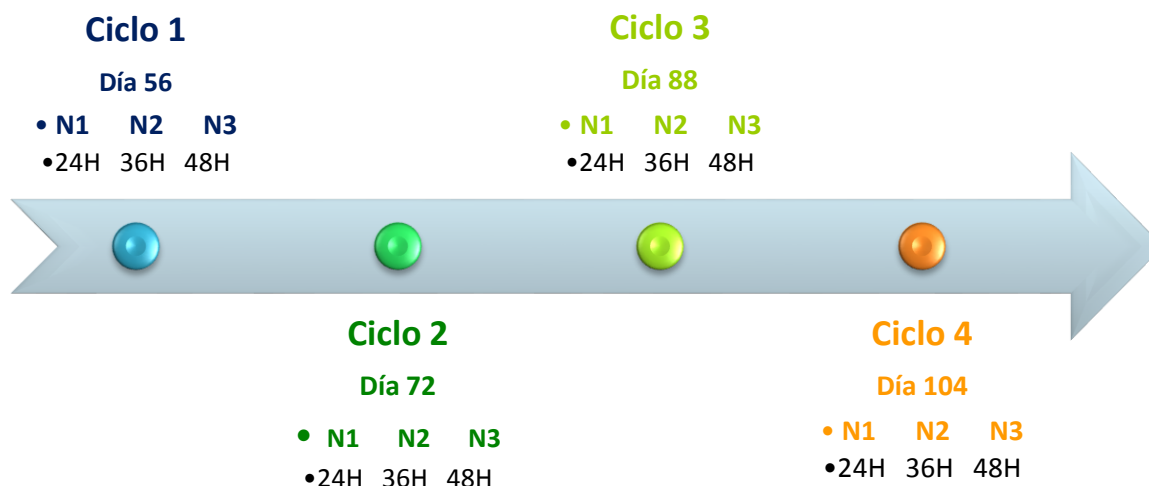 Ciclo 1
Día 56
• N1 N2 N3
•24H 36H 48H
Ciclo 2
Día 72
• N1 N2 N3
•24H 36H 48H
Ciclo 3
Día 88
• N1 N2 N3
•24H 36H 48H
Ciclo 4
Día 104
• N1 N2 N3
•24H 36H 48H